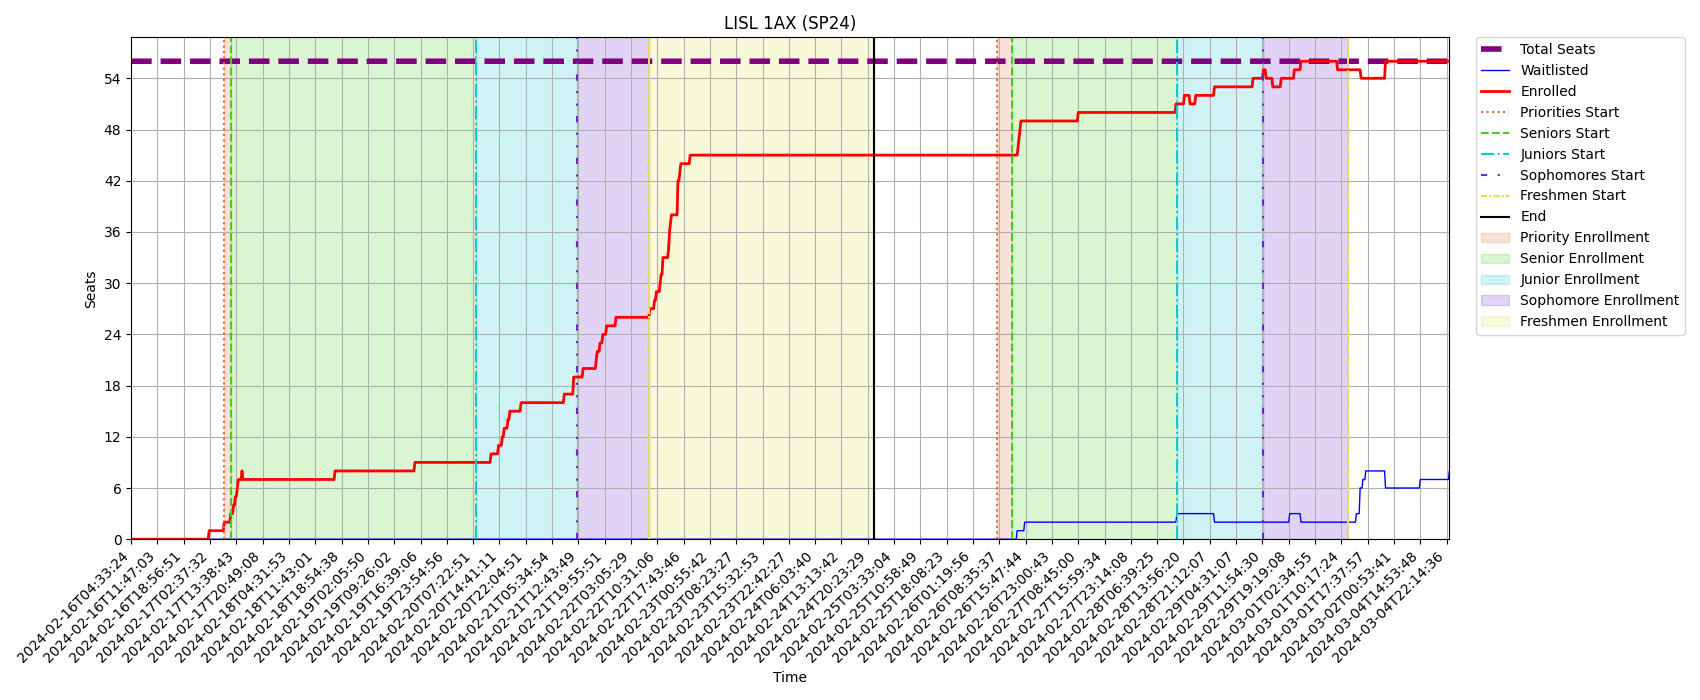 LISL 1AX (SP24)
Seats
54
48
42
36
30
24
18
12
6
0
2024-02-16T04:33:24
2024-02-16T11:47:03
2024-02-16T18:56:51
2024-02-17T02:37:32
2024-02-17T13:38:43
2024-02-17T20:49:08
2024-02-18T04:31:53
2024-02-18T11:43:01
2024-02-18T18:54:38
2024-02-19T02:05:50
2024-02-19T09:26:02
2024-02-19T16:39:06
2024-02-19T23:54:56
2024-02-20T07:22:51
2024-02-20T14:41:11
2024-02-20T22:04:51
2024-02-21T05:34:54
2024-02-21T12:43:49
2024-02-21T19:55:51
2024-02-22T03:05:29
2024-02-22T10:31:06
2024-02-22T17:43:46
2024-02-23T00:55:42
2024-02-23T08:23:27
2024-02-23T15:32:53
2024-02-23T22:42:27
2024-02-24T06:03:40
2024-02-24T13:13:42
2024-02-24T20:23:29
2024-02-25T03:33:04
2024-02-25T10:58:49
2024-02-25T18:08:23
2024-02-26T01:19:56
2024-02-26T08:35:37
2024-02-26T15:47:44
2024-02-26T23:00:43
2024-02-27T08:45:00
2024-02-27T15:59:34
2024-02-27T23:14:08
2024-02-28T06:39:25
2024-02-28T13:56:20
2024-02-28T21:12:07
2024-02-29T04:31:07
2024-02-29T11:54:30
2024-02-29T19:19:08
2024-03-01T02:34:55
2024-03-01T10:17:24
2024-03-01T17:37:57
2024-03-02T00:53:41
2024-03-04T14:53:48
2024-03-04T22:14:36
Time
Total Seats
Waitlisted
Enrolled
Priorities Start
Seniors Start
Juniors Start
Sophomores Start
Freshmen Start
End
Priority Enrollment
Senior Enrollment
Junior Enrollment
Sophomore Enrollment
Freshmen Enrollment